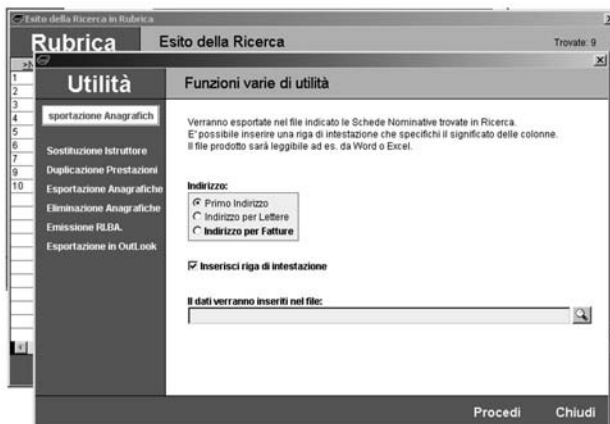 Esito della Ricerca in Rubrica
Rubrica
Esito della Ricerca
Trovate: 9
1
2
3
4
5
6
7
9
10
Utilità
Funzioni varie di utilità
sportazione Anagrafich
Sostituzione Istruttore
Duplicazione Prestazioni
Esportazione Anagrafiche
Eliminazione Anagrafiche
Emissione RI.BA.
Esportazione in OutLook
Verranno esportate nel file indicato le Schede Nominative trovate in Ricerca.
E' possibile inserire una riga di intestazione che specifichi il significato delle colonne.
Il file prodotto sarà leggibile ad es. da Word o Excel.
Indirizzo:
Primo Indirizzo
Indirizzo per Lettere
Indirizzo per Fatture
Inserisci riga di intestazione
Il dati verranno inseriti nel file:
Procedi
Chiudi